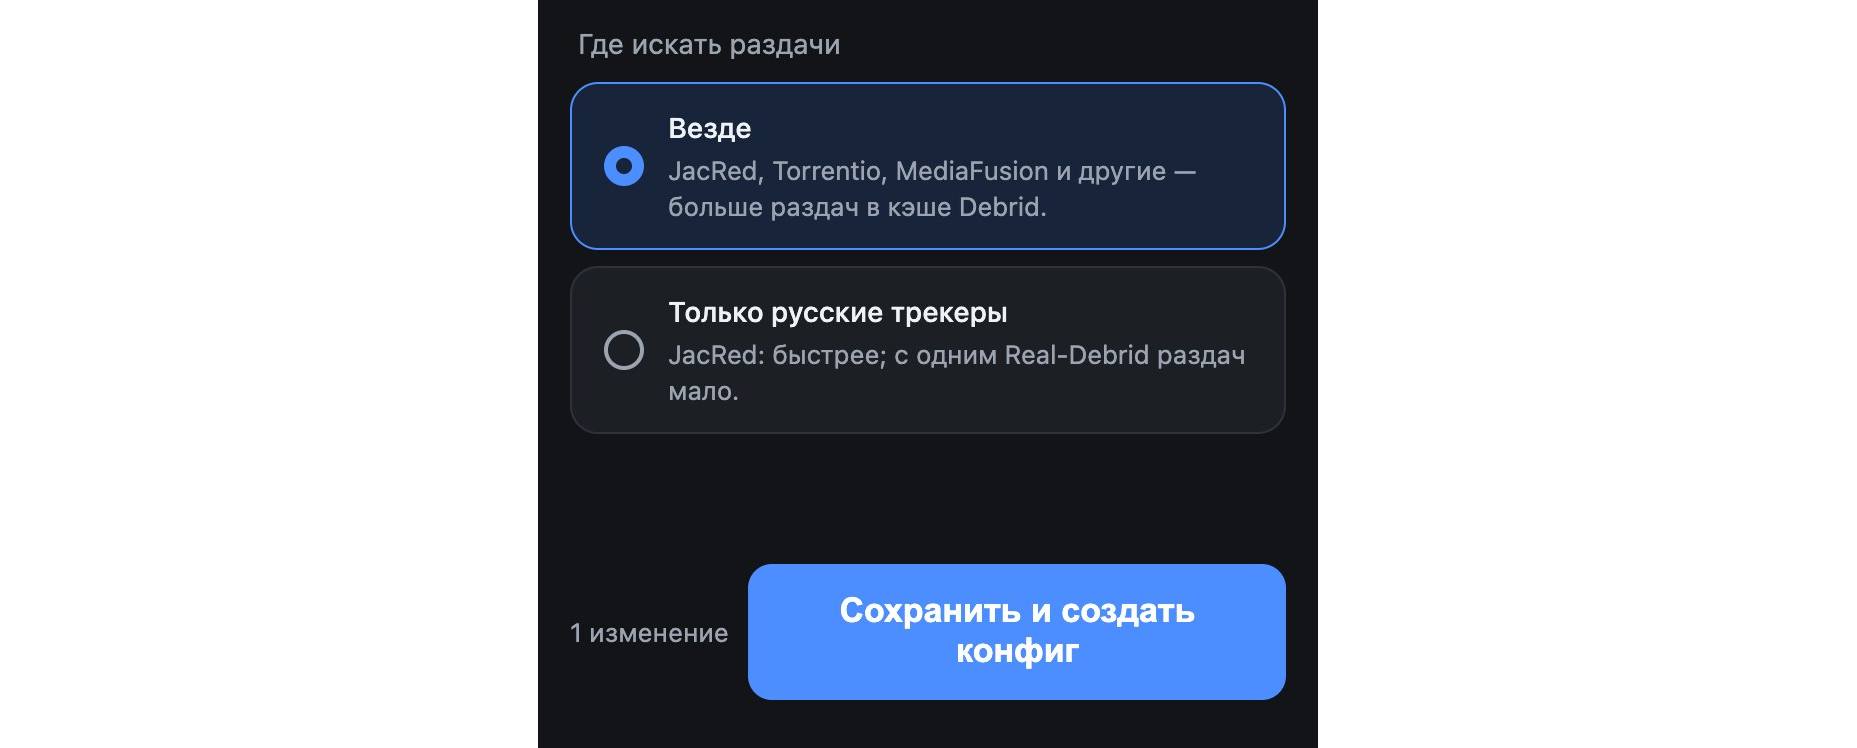 Где искать раздачи
Везде
JacRed, Torrentio, MediaFusion и другие —
больше раздач в кэше Debrid.
Только русские трекеры
JacRed: быстрее; с одним Real-Debrid раздач
мало.
1 изменение
Сохранить и создать
конфиг